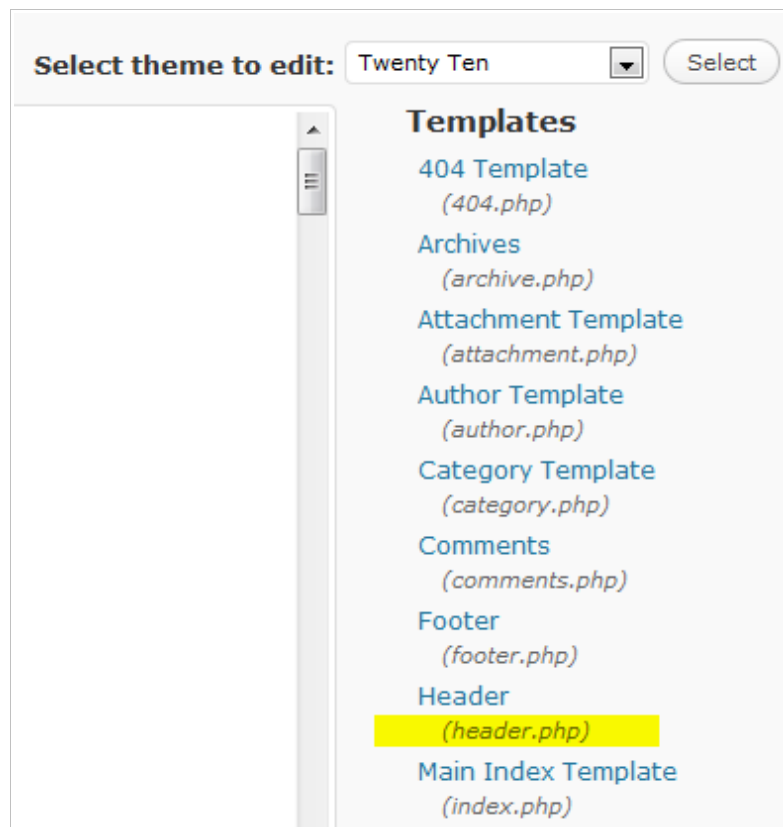 Select theme to edit: Twenty Ten Select
Templates
404 Template
(404.php)
Archives
(archive.php)
Attachment Template
(attachment.php)
Author Template
(author.php)
Category Template
(category.php)
Comments
(comments.php)
Footer
(footer.php)
Header
(header.php)
Main Index Template
(index.php)